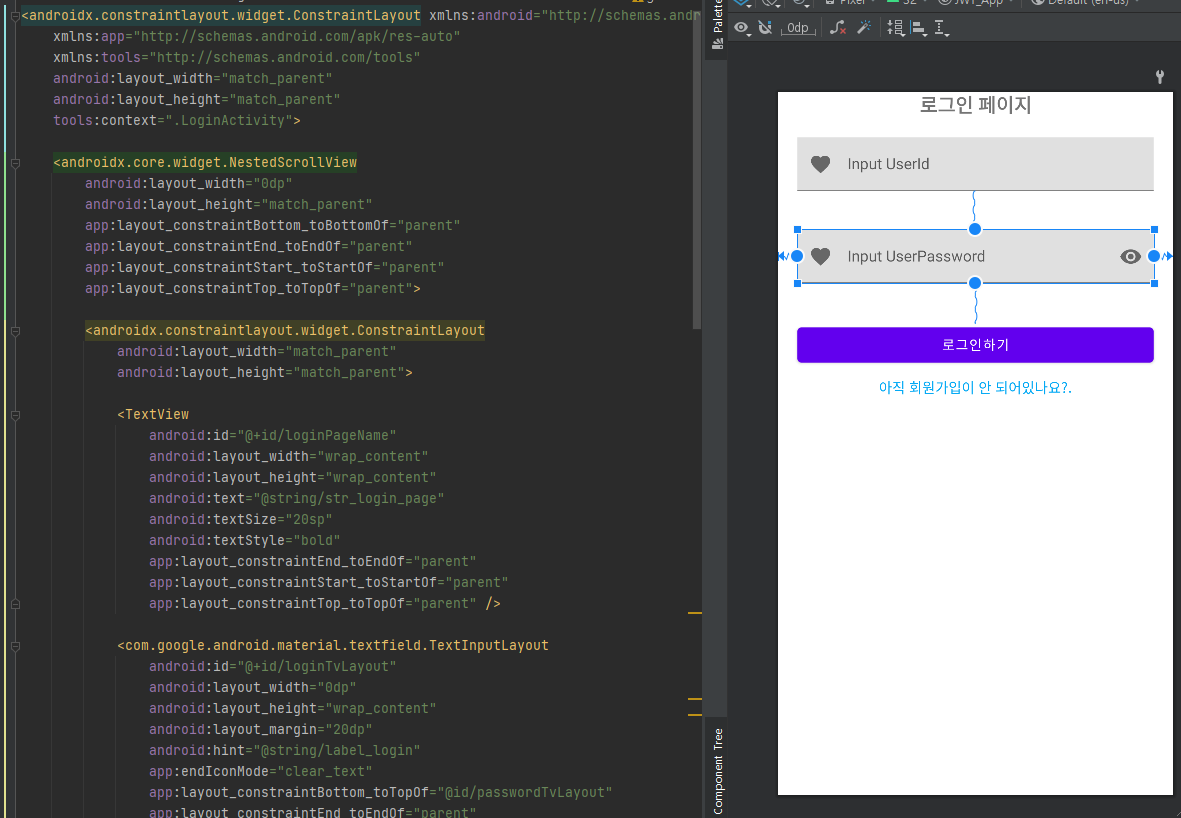 <androidx.constraintlayout.widget.ConstraintLayout xmlns:android="http://schemas.andr
xmlns:app="http://schemas.android.com/apk/res-auto"
xmlns:tools="http://schemas.android.com/tools"
android:layout_width="match_parent"
android:layout_height="match_parent"
tools:context=".LoginActivity">
<androidx.core.widget.NestedScrollView
android:layout_width="0dp"
android:layout_height="match_parent"
app:layout_constraintBottom_toBottomOf="parent"
app:layout_constraintEnd_toEndOf="parent"
app:layout_constraintStart_toStartOf="parent"
app:layout_constraintTop_toTopOf="parent">
<androidx.constraintlayout.widget.ConstraintLayout
android:layout_width="match_parent"
android:layout_height="match_parent">
<TextView
android:id="@+id/loginPageName"
android:layout_width="wrap_content"
android:layout_height="wrap_content"
android:text="@string/str_login_page"
android:textSize="20sp"
android:textStyle="bold"
app:layout_constraintEnd_toEndOf="parent"
app:layout_constraintStart_toStartOf="parent"
app:layout_constraintTop_toTopOf="parent" />
<com.google.android.material.textfield.TextInputLayout
android:id="@+id/loginTvLayout"
android:layout_width="0dp"
android:layout_height="wrap_content"
android:layout_margin="20dp"
android:hint="@string/label_login"
app:endIconMode="clear_text"
app:layout_constraintBottom_toTopOf="@id/passwordTvLayout"
app:layout_constraintEnd_toEndOf="parent"
Palette
Component Tree
Pixel
32
JWT_App
Default (en-us)
0dp
로그인 페이지
Input UserId
Input UserPassword
로그인하기
아직 회원가입이 안 되어있나요?.